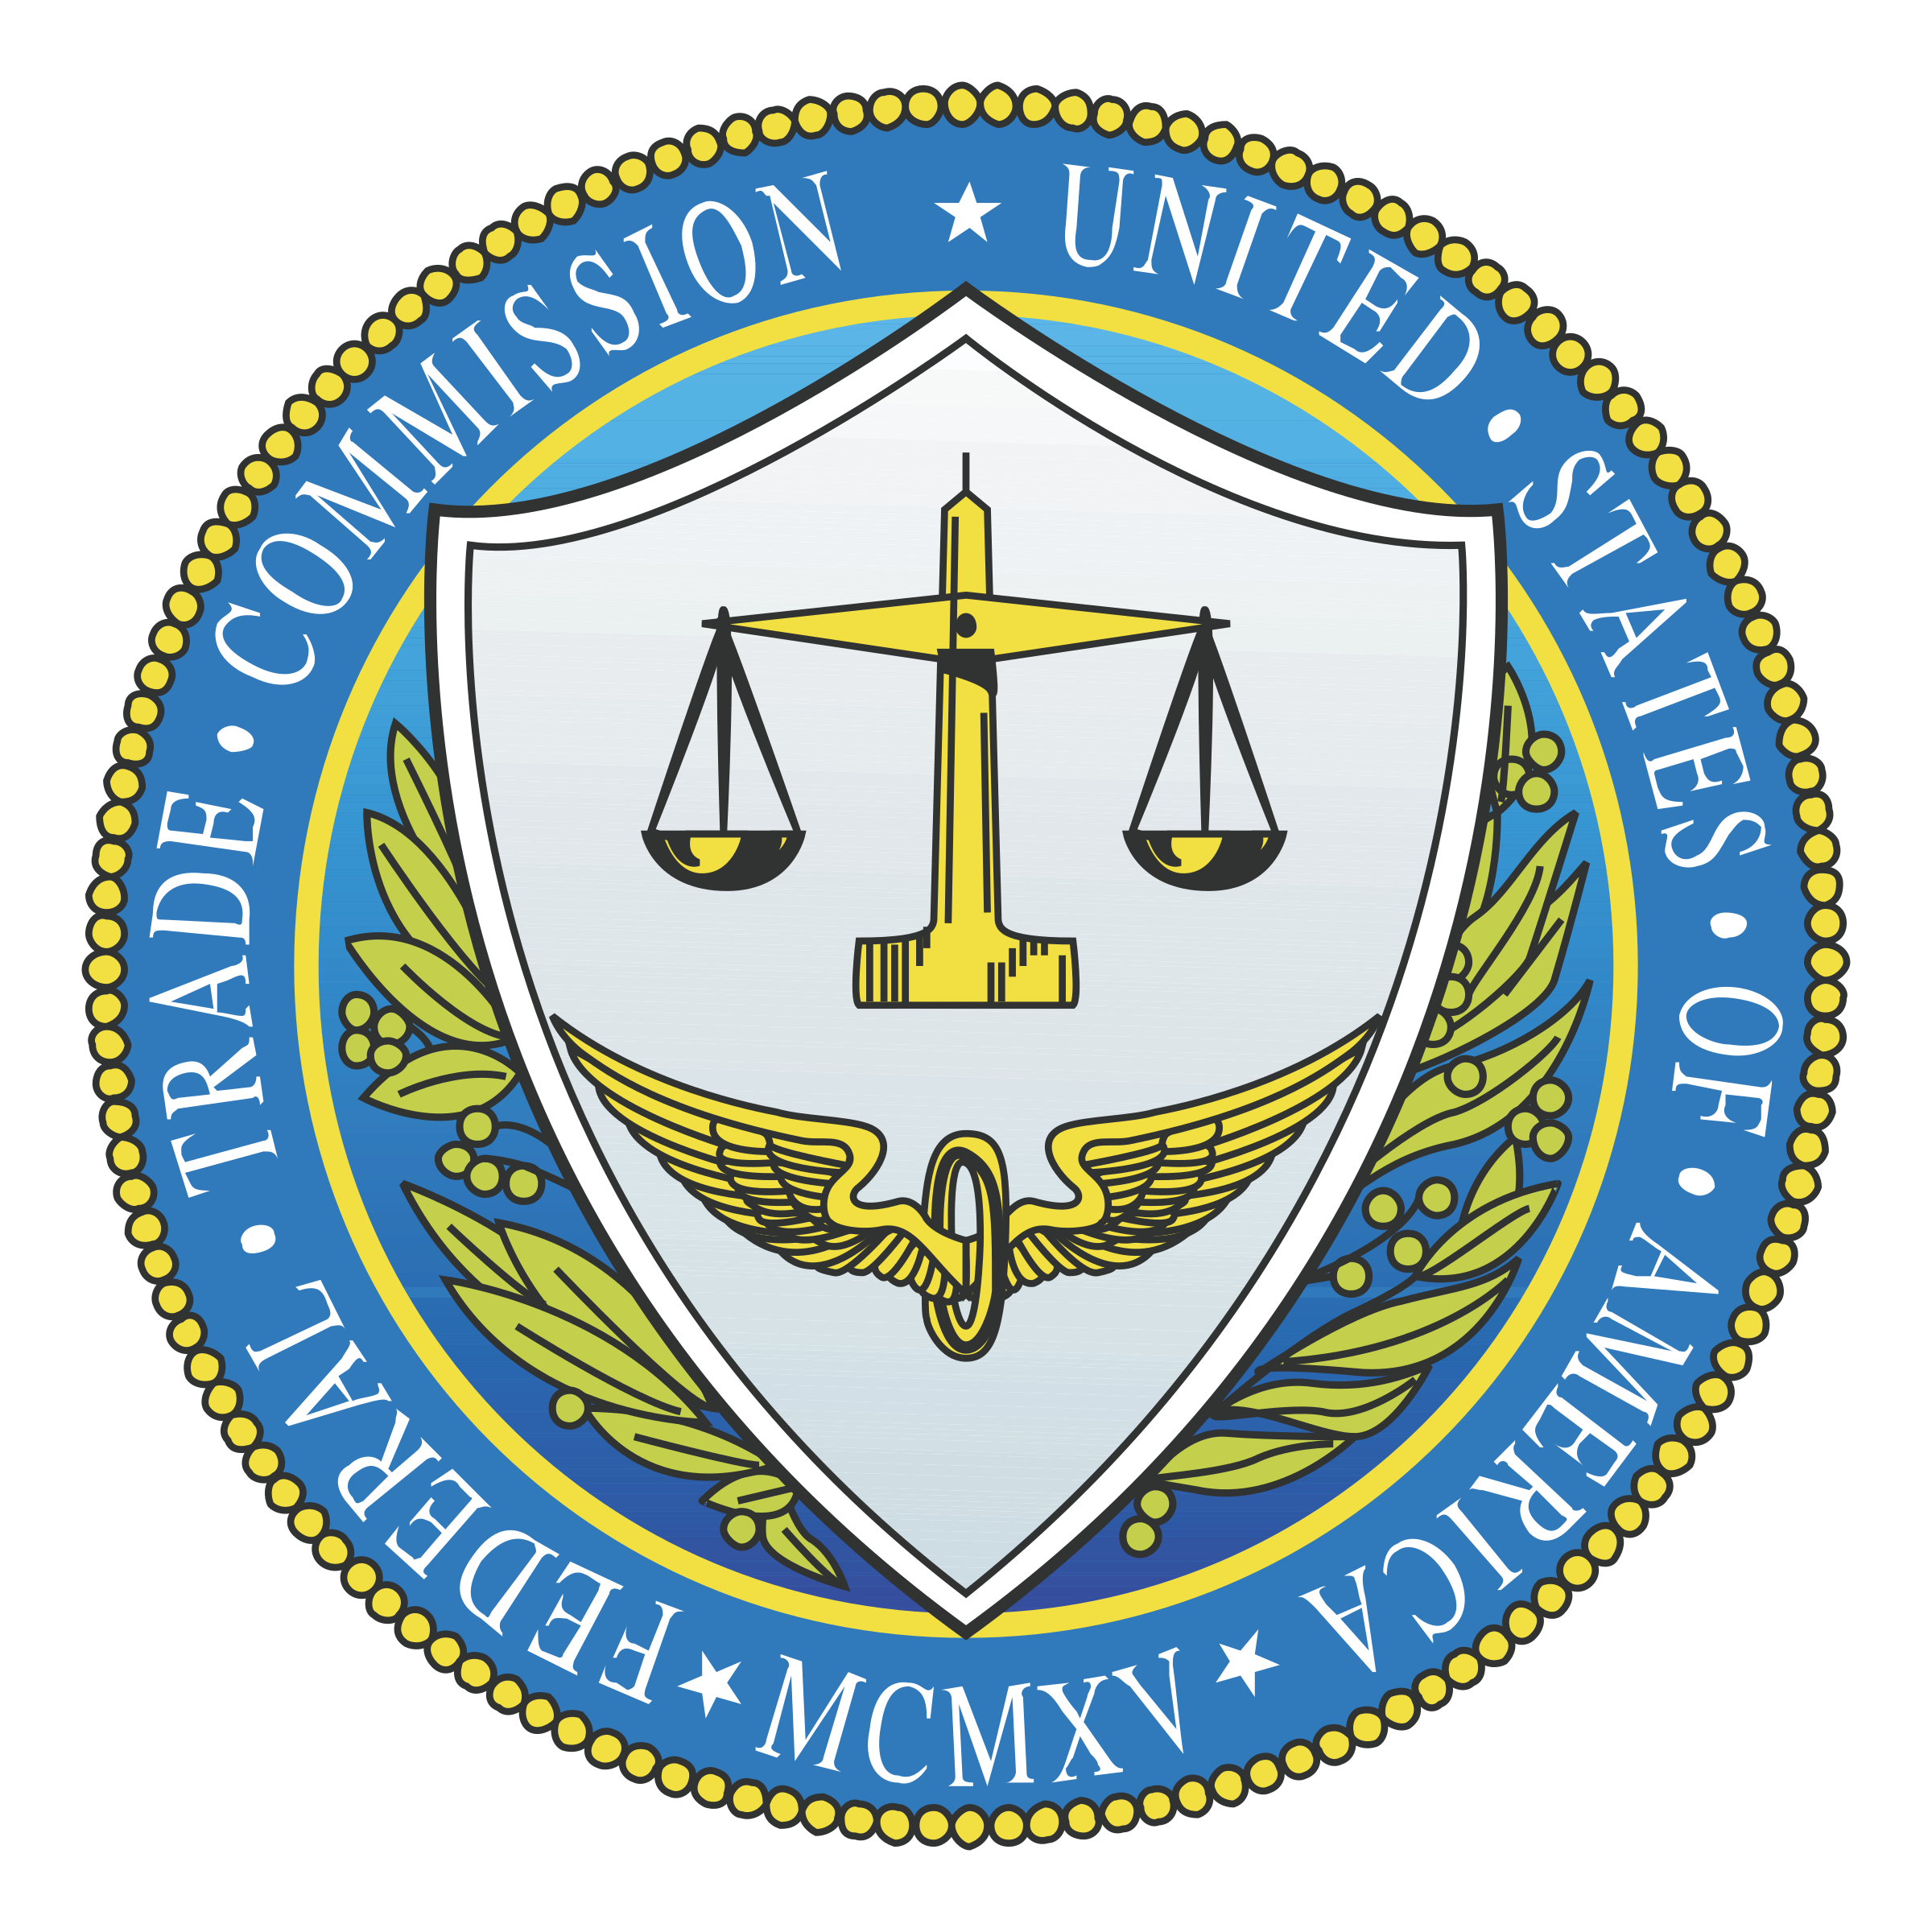 FEDERAL • TRADE • COMMISSION ★ UNITED • STATES • OF • AMERICA ★
MCMXV ★